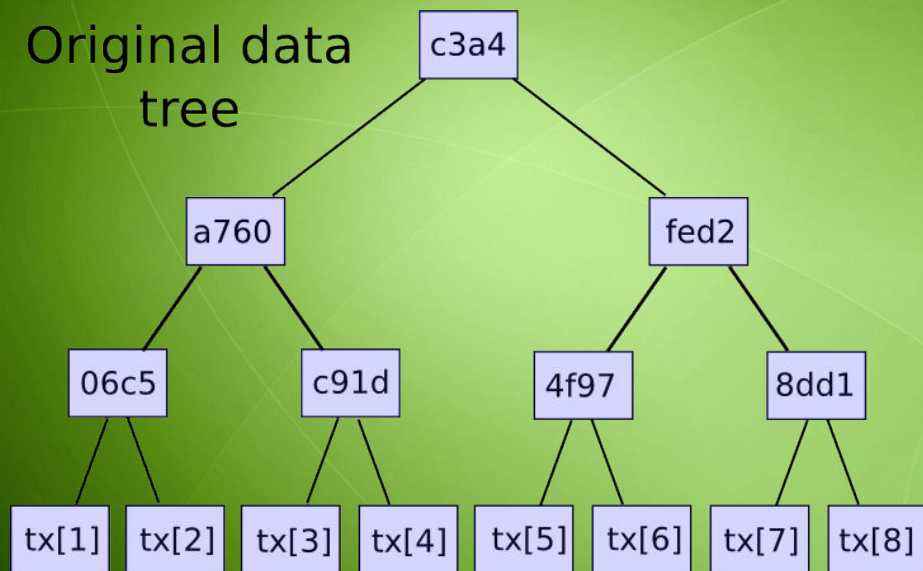 Original data
tree
c3a4
a760
fed2
06c5
c91d
4f97
8dd1
tx[1]
tx[2]
tx[3]
tx[4]
tx[5]
tx[6]
tx[7]
tx[8]